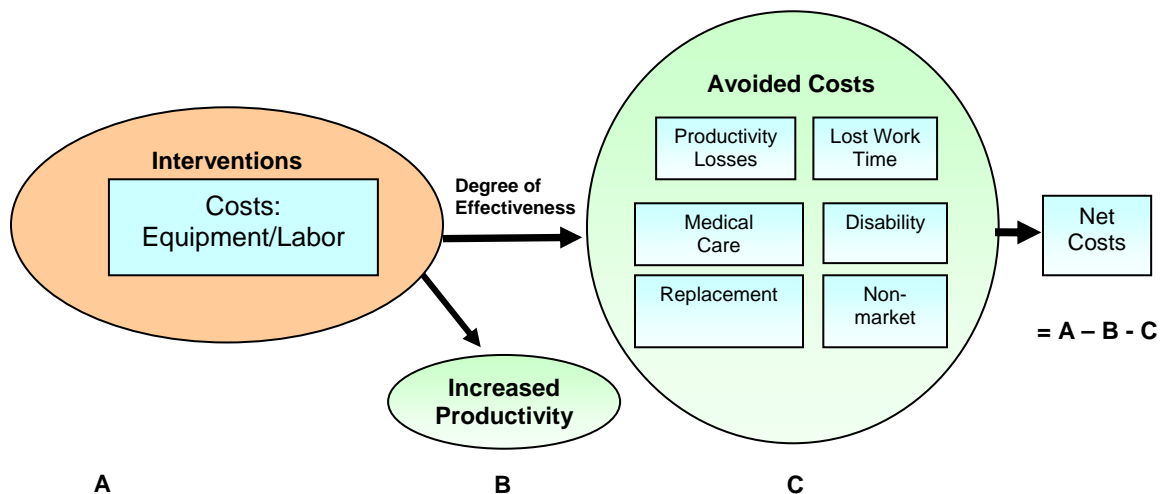 Interventions
Costs:
Equipment/Labor
Degree of
Effectiveness
Increased
Productivity
Avoided Costs
Productivity
Losses
Lost Work
Time
Medical
Care
Disability
Replacement
Non-
market
Net
Costs
= A – B - C
A
B
C